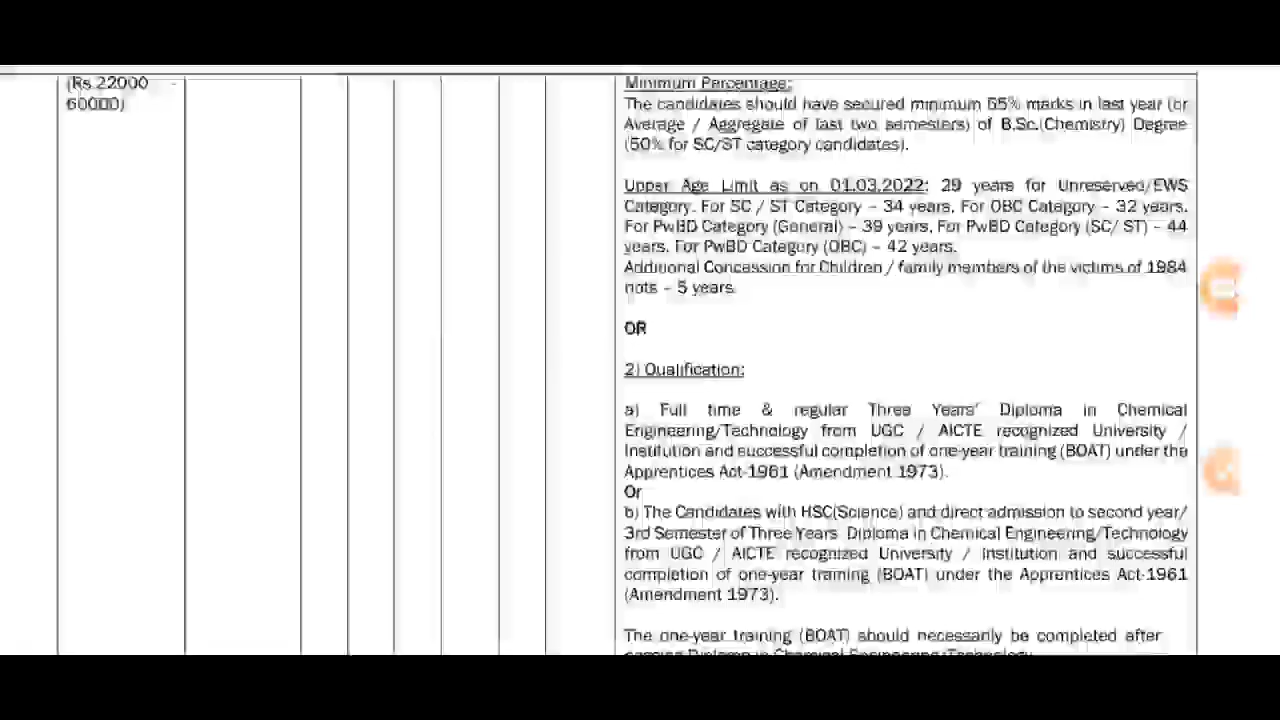 (Rs.22000 -
60000)
Minimum Percentage:
The candidates should have secured minimum 55% marks in last year (or
Average / Aggregate of last two semesters) of B.Sc.(Chemistry) Degree
(50% for SC/ST category candidates).
Upper Age Limit as on 01.03.2022: 29 years for Unreserved/EWS
Category. For SC / ST Category – 34 years, For OBC Category – 32 years.
For PwBD Category (General) – 39 years, For PwBD Category (SC/ ST) – 44
years. For PwBD Category (OBC) – 42 years.
Additional Concession for Children / family members of the victims of 1984
riots – 5 years.
OR
2) Qualification:
a) Full time & regular Three Years' Diploma in Chemical
Engineering/Technology from UGC / AICTE recognized University /
Institution and successful completion of one-year training (BOAT) under the
Apprentices Act-1961 (Amendment 1973).
Or
b) The Candidates with HSC(Science) and direct admission to second year/
3rd Semester of Three Years Diploma in Chemical Engineering/Technology
from UGC / AICTE recognized University / Institution and successful
completion of one-year training (BOAT) under the Apprentices Act-1961
(Amendment 1973).
The one-year training (BOAT) should necessarily be completed after
passing Diploma in Chemical Engineering/Technology